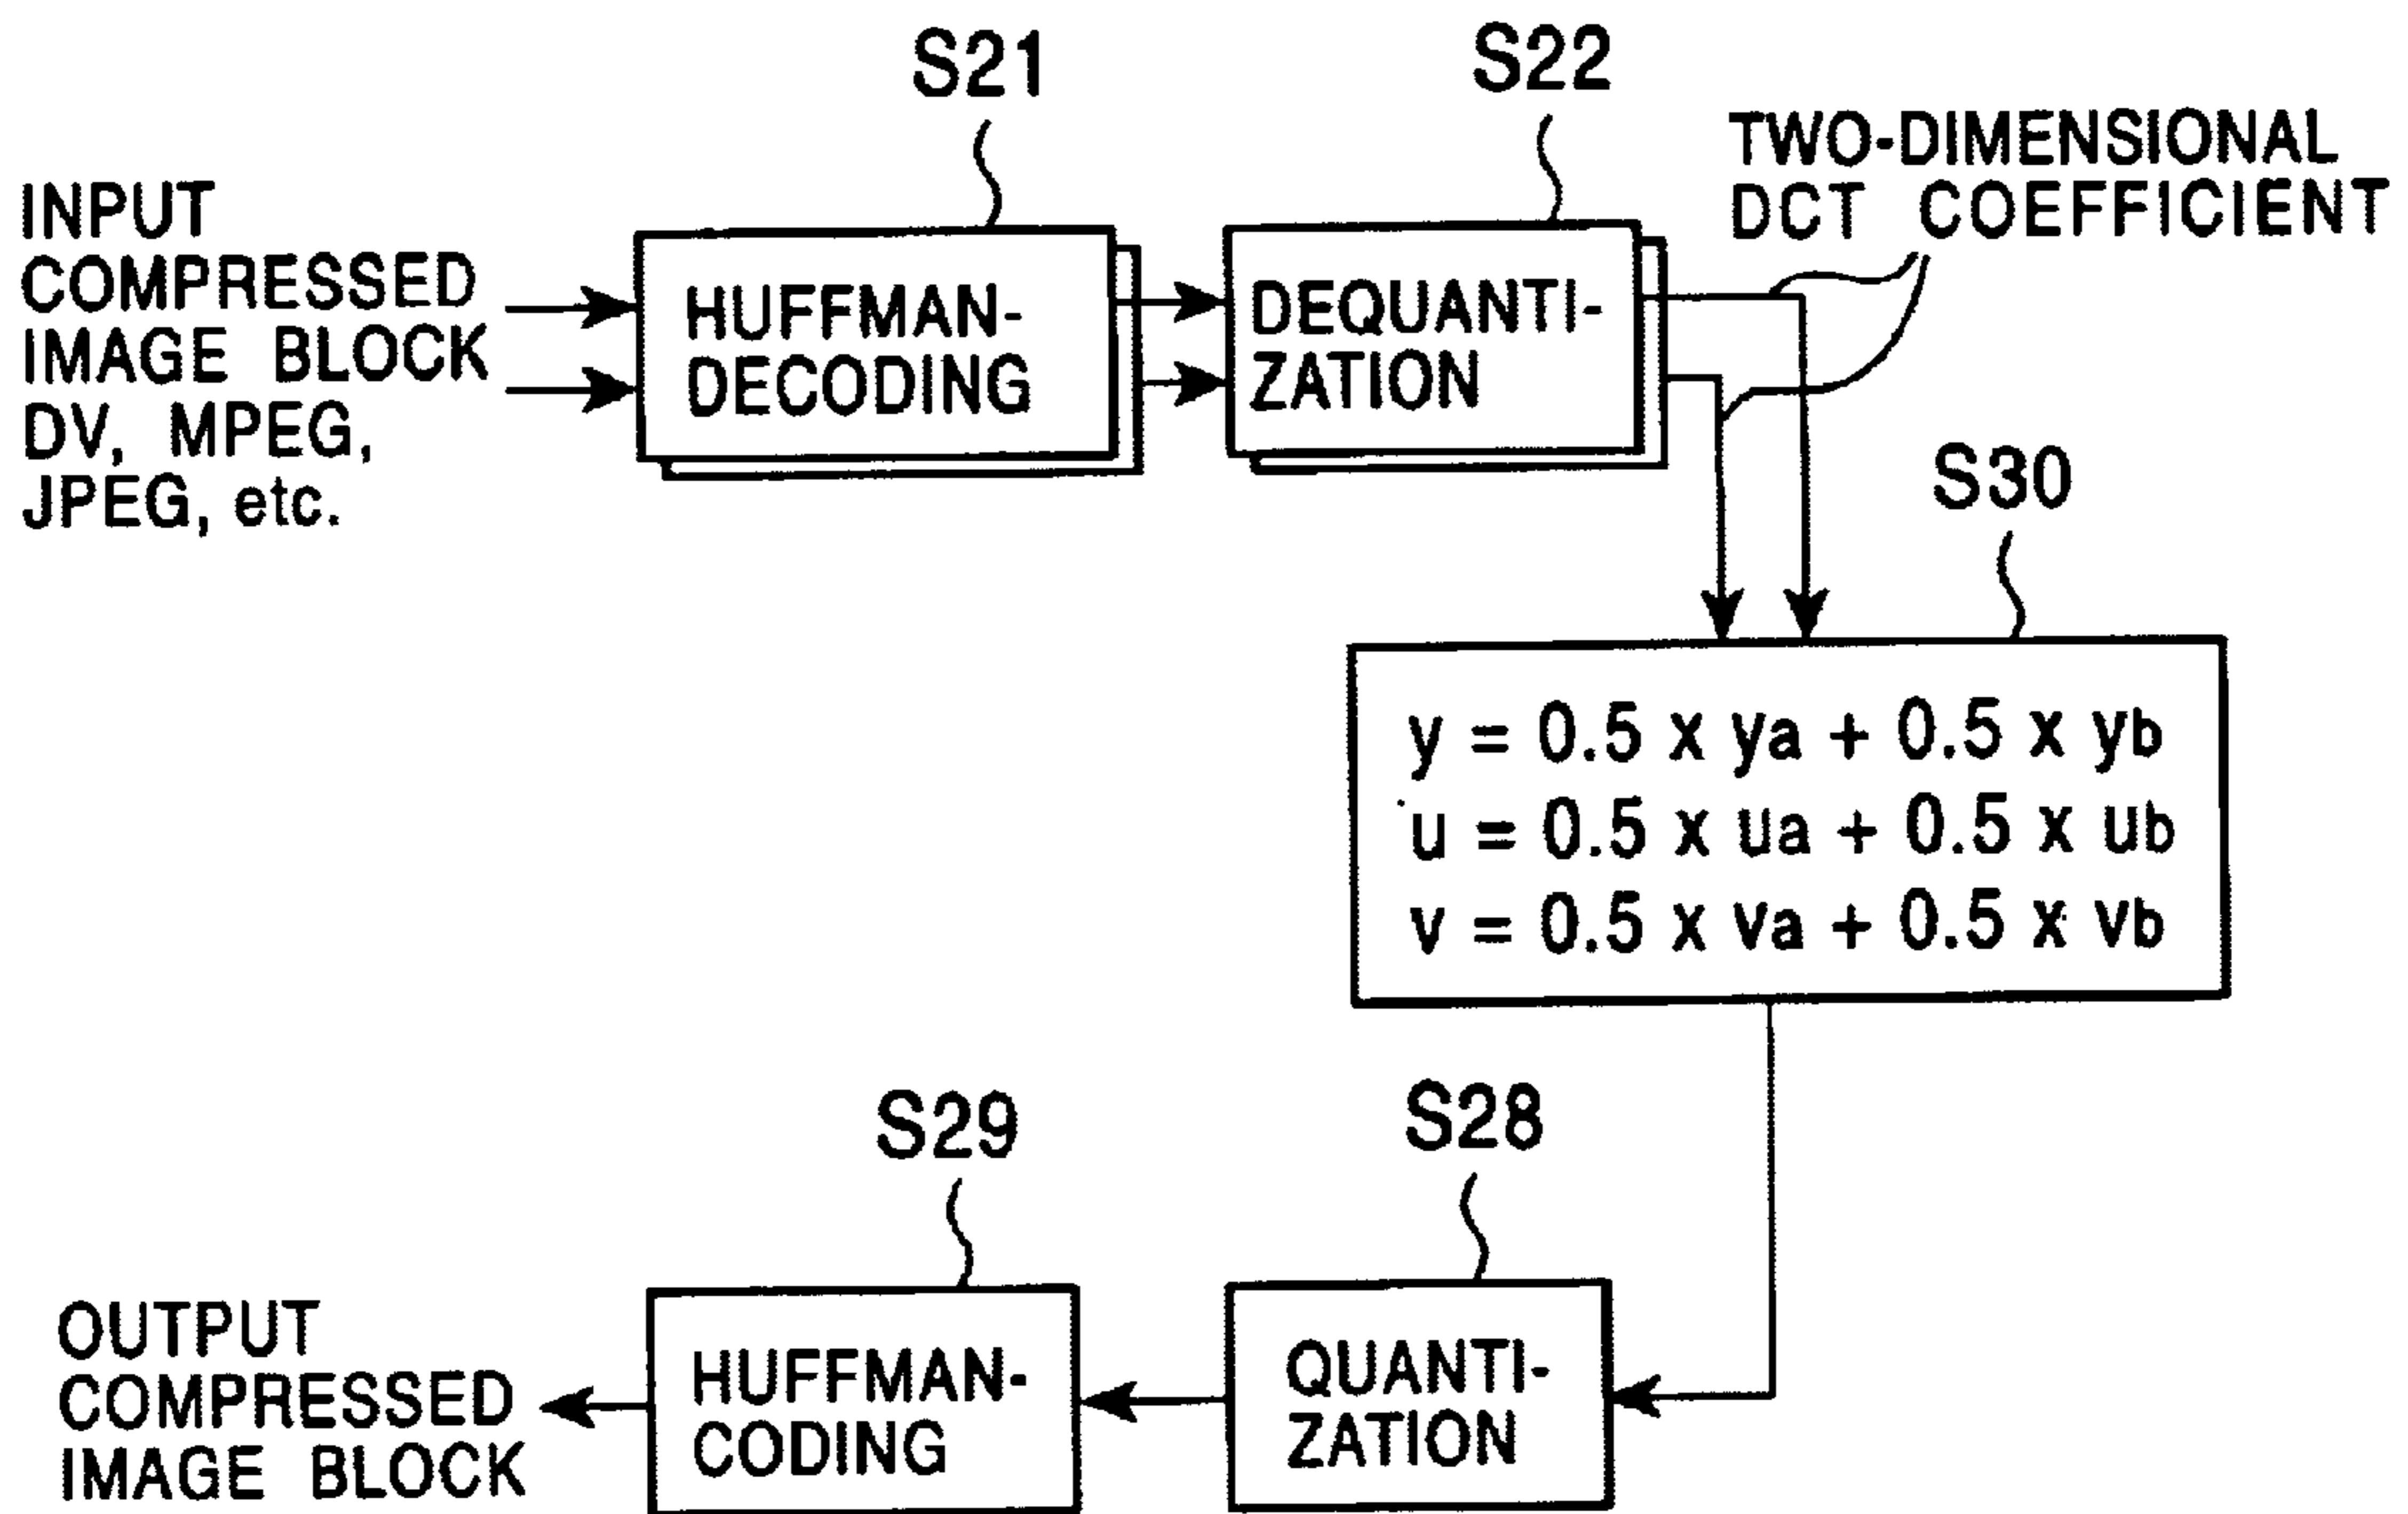 S21
S22
TWO-DIMENSIONAL
DCT COEFFICIENT
INPUT
COMPRESSED
IMAGE BLOCK
DV, MPEG,
JPEG, etc.
HUFFMAN-
DECODING
DEQUANTI-
ZATION
S30
y = 0.5 x ya + 0.5 x yb
u = 0.5 x ua + 0.5 x ub
v = 0.5 x va + 0.5 x vb
S29
S28
OUTPUT
COMPRESSED
IMAGE BLOCK
HUFFMAN-
CODING
QUANTI-
ZATION